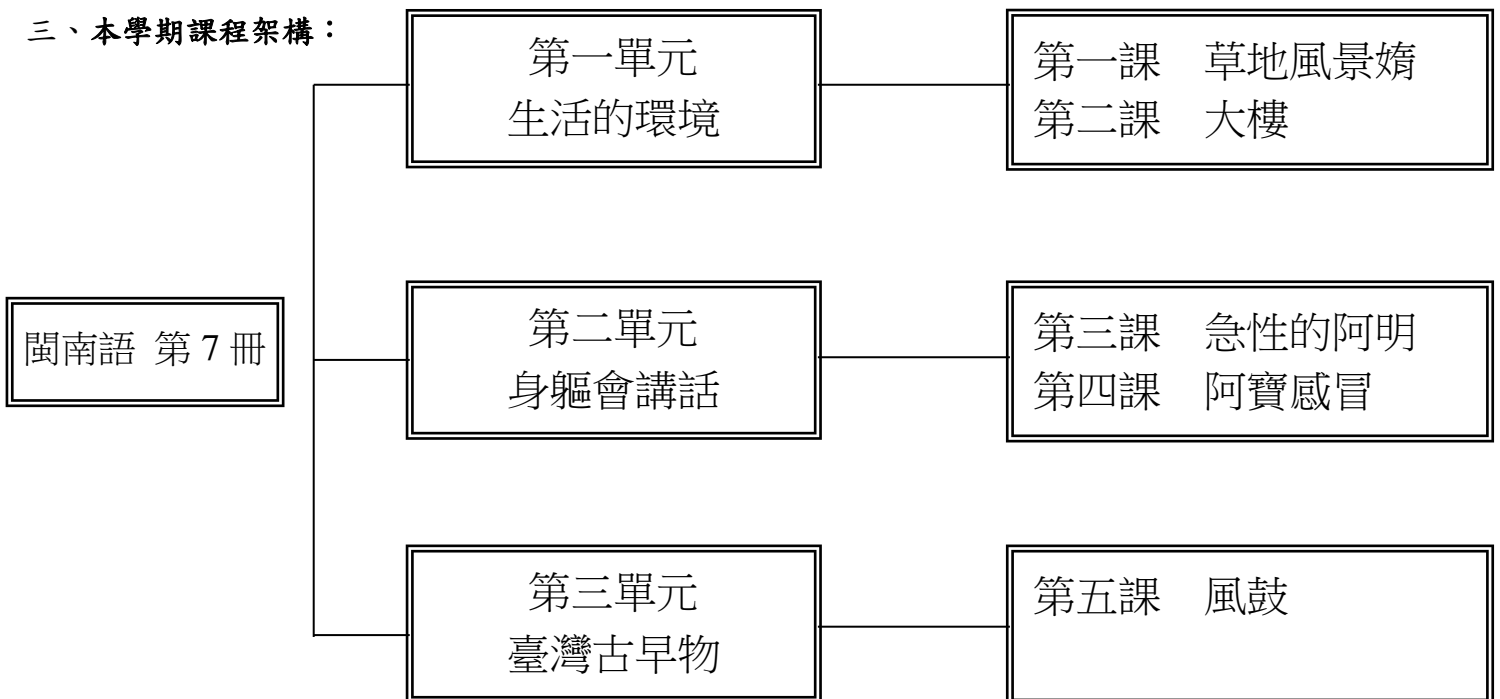 三、本學期課程架構：
閩南語 第 7 冊
第一單元
生活的環境
第一課　草地風景媠
第二課　大樓
第二單元
身軀會講話
第三課　急性的阿明
第四課　阿寶感冒
第三單元
臺灣古早物
第五課　風鼓